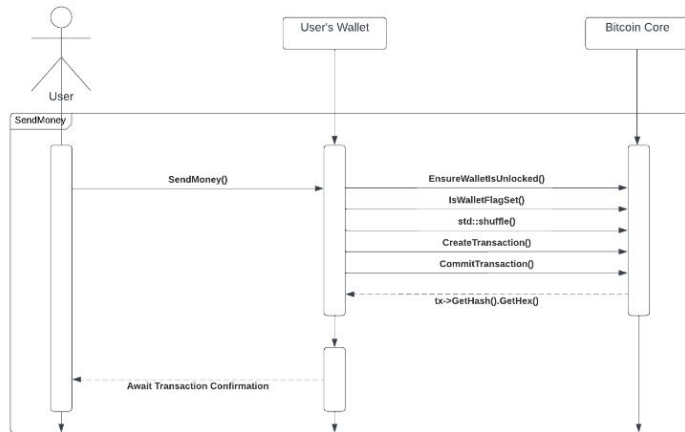 User's Wallet
Bitcoin Core
User
SendMoney
SendMoney()
EnsureWalletIsUnlocked()
IsWalletFlagSet()
std::shuffle()
CreateTransaction()
CommitTransaction()
tx->GetHash().GetHex()
Await Transaction Confirmation